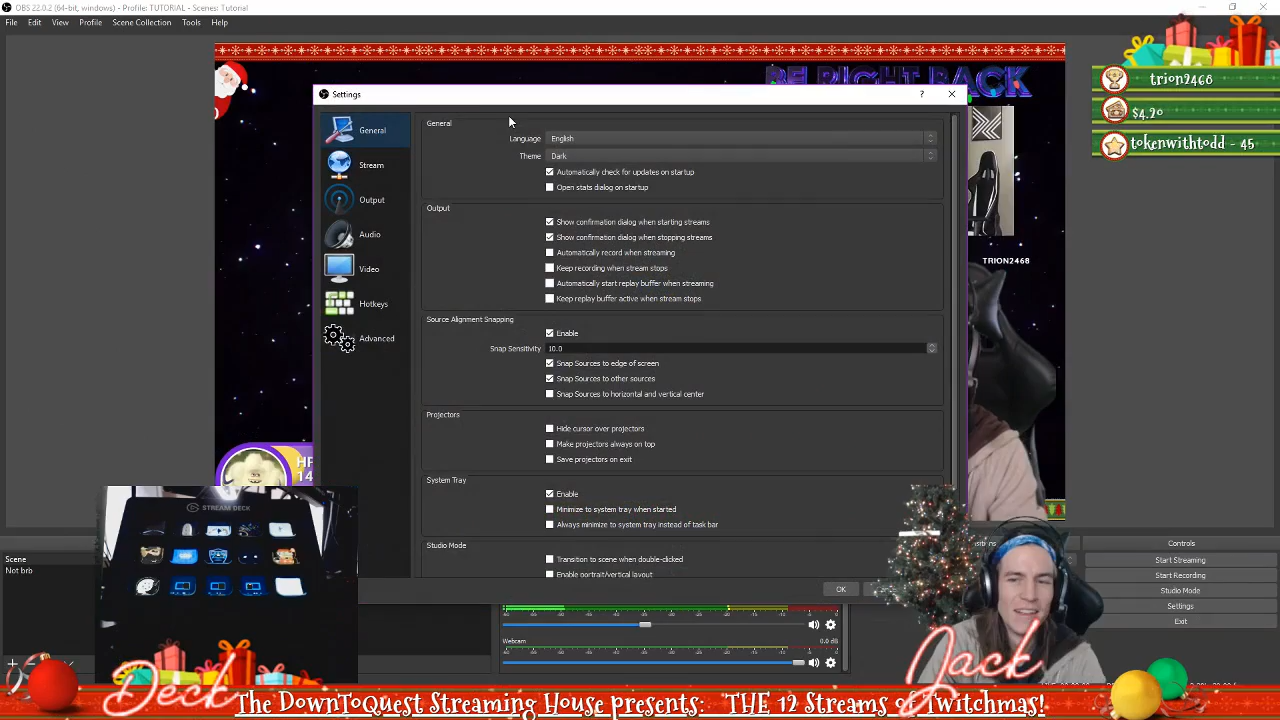 OBS 22.0.2 (64-bit, windows) - Profile: TUTORIAL - Scenes: Tutorial
File Edit View Profile Scene Collection Tools Help
BE RIGHT BACK
trion2468
$4.20
tokenwithtodd - 45
TRION2468
Settings
General
Stream
Output
Audio
Video
Hotkeys
Advanced
General
Language English
Theme Dark
Automatically check for updates on startup
Open stats dialog on startup
Output
Show confirmation dialog when starting streams
Show confirmation dialog when stopping streams
Automatically record when streaming
Keep recording when stream stops
Automatically start replay buffer when streaming
Keep replay buffer active when stream stops
Source Alignment Snapping
Enable
Snap Sensitivity 10.0
Snap Sources to edge of screen
Snap Sources to other sources
Snap Sources to horizontal and vertical center
Projectors
Hide cursor over projectors
Make projectors always on top
Save projectors on exit
System Tray
Enable
Minimize to system tray when started
Always minimize to system tray instead of task bar
Studio Mode
Transition to scene when double-clicked
Enable portrait/vertical layout
OK
STREAM DECK
Scene
Not brb
Webcam 0.0 dB
Controls
Start Streaming
Start Recording
Studio Mode
Settings
Exit
Deck
Jack
The DownToQuest Streaming House presents: THE 12 Streams of Twitchmas!